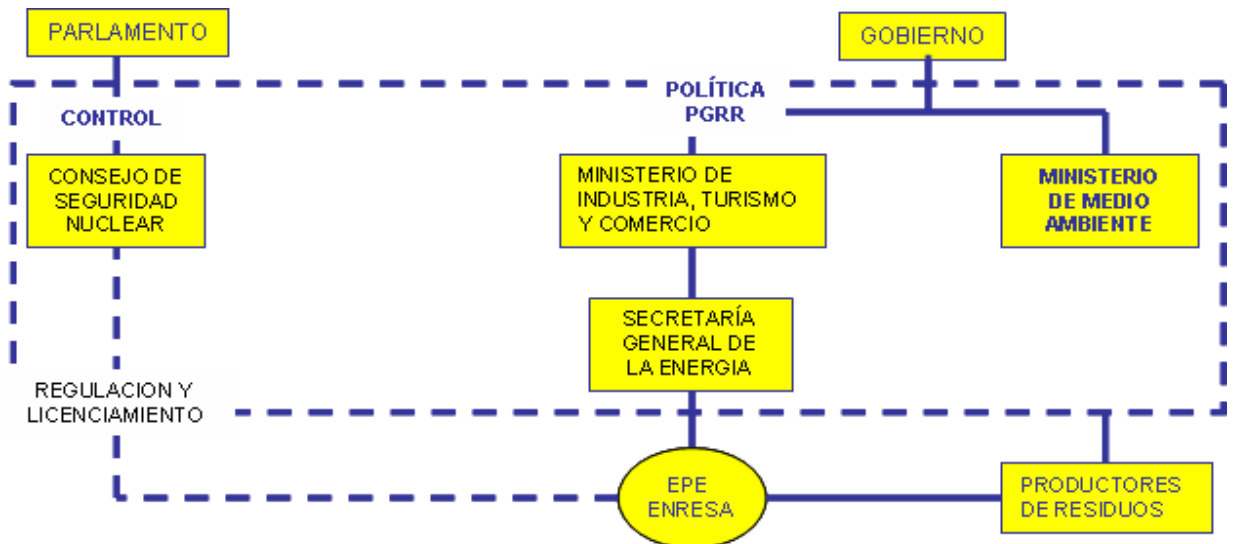 PARLAMENTO
GOBIERNO
CONTROL
POLÍTICA
PGRR
CONSEJO DE
SEGURIDAD
NUCLEAR
MINISTERIO DE
INDUSTRIA, TURISMO
Y COMERCIO
MINISTERIO
DE MEDIO
AMBIENTE
SECRETARÍA
GENERAL DE
LA ENERGIA
REGULACION Y
LICENCIAMIENTO
EPE
ENRESA
PRODUCTORES
DE RESIDUOS